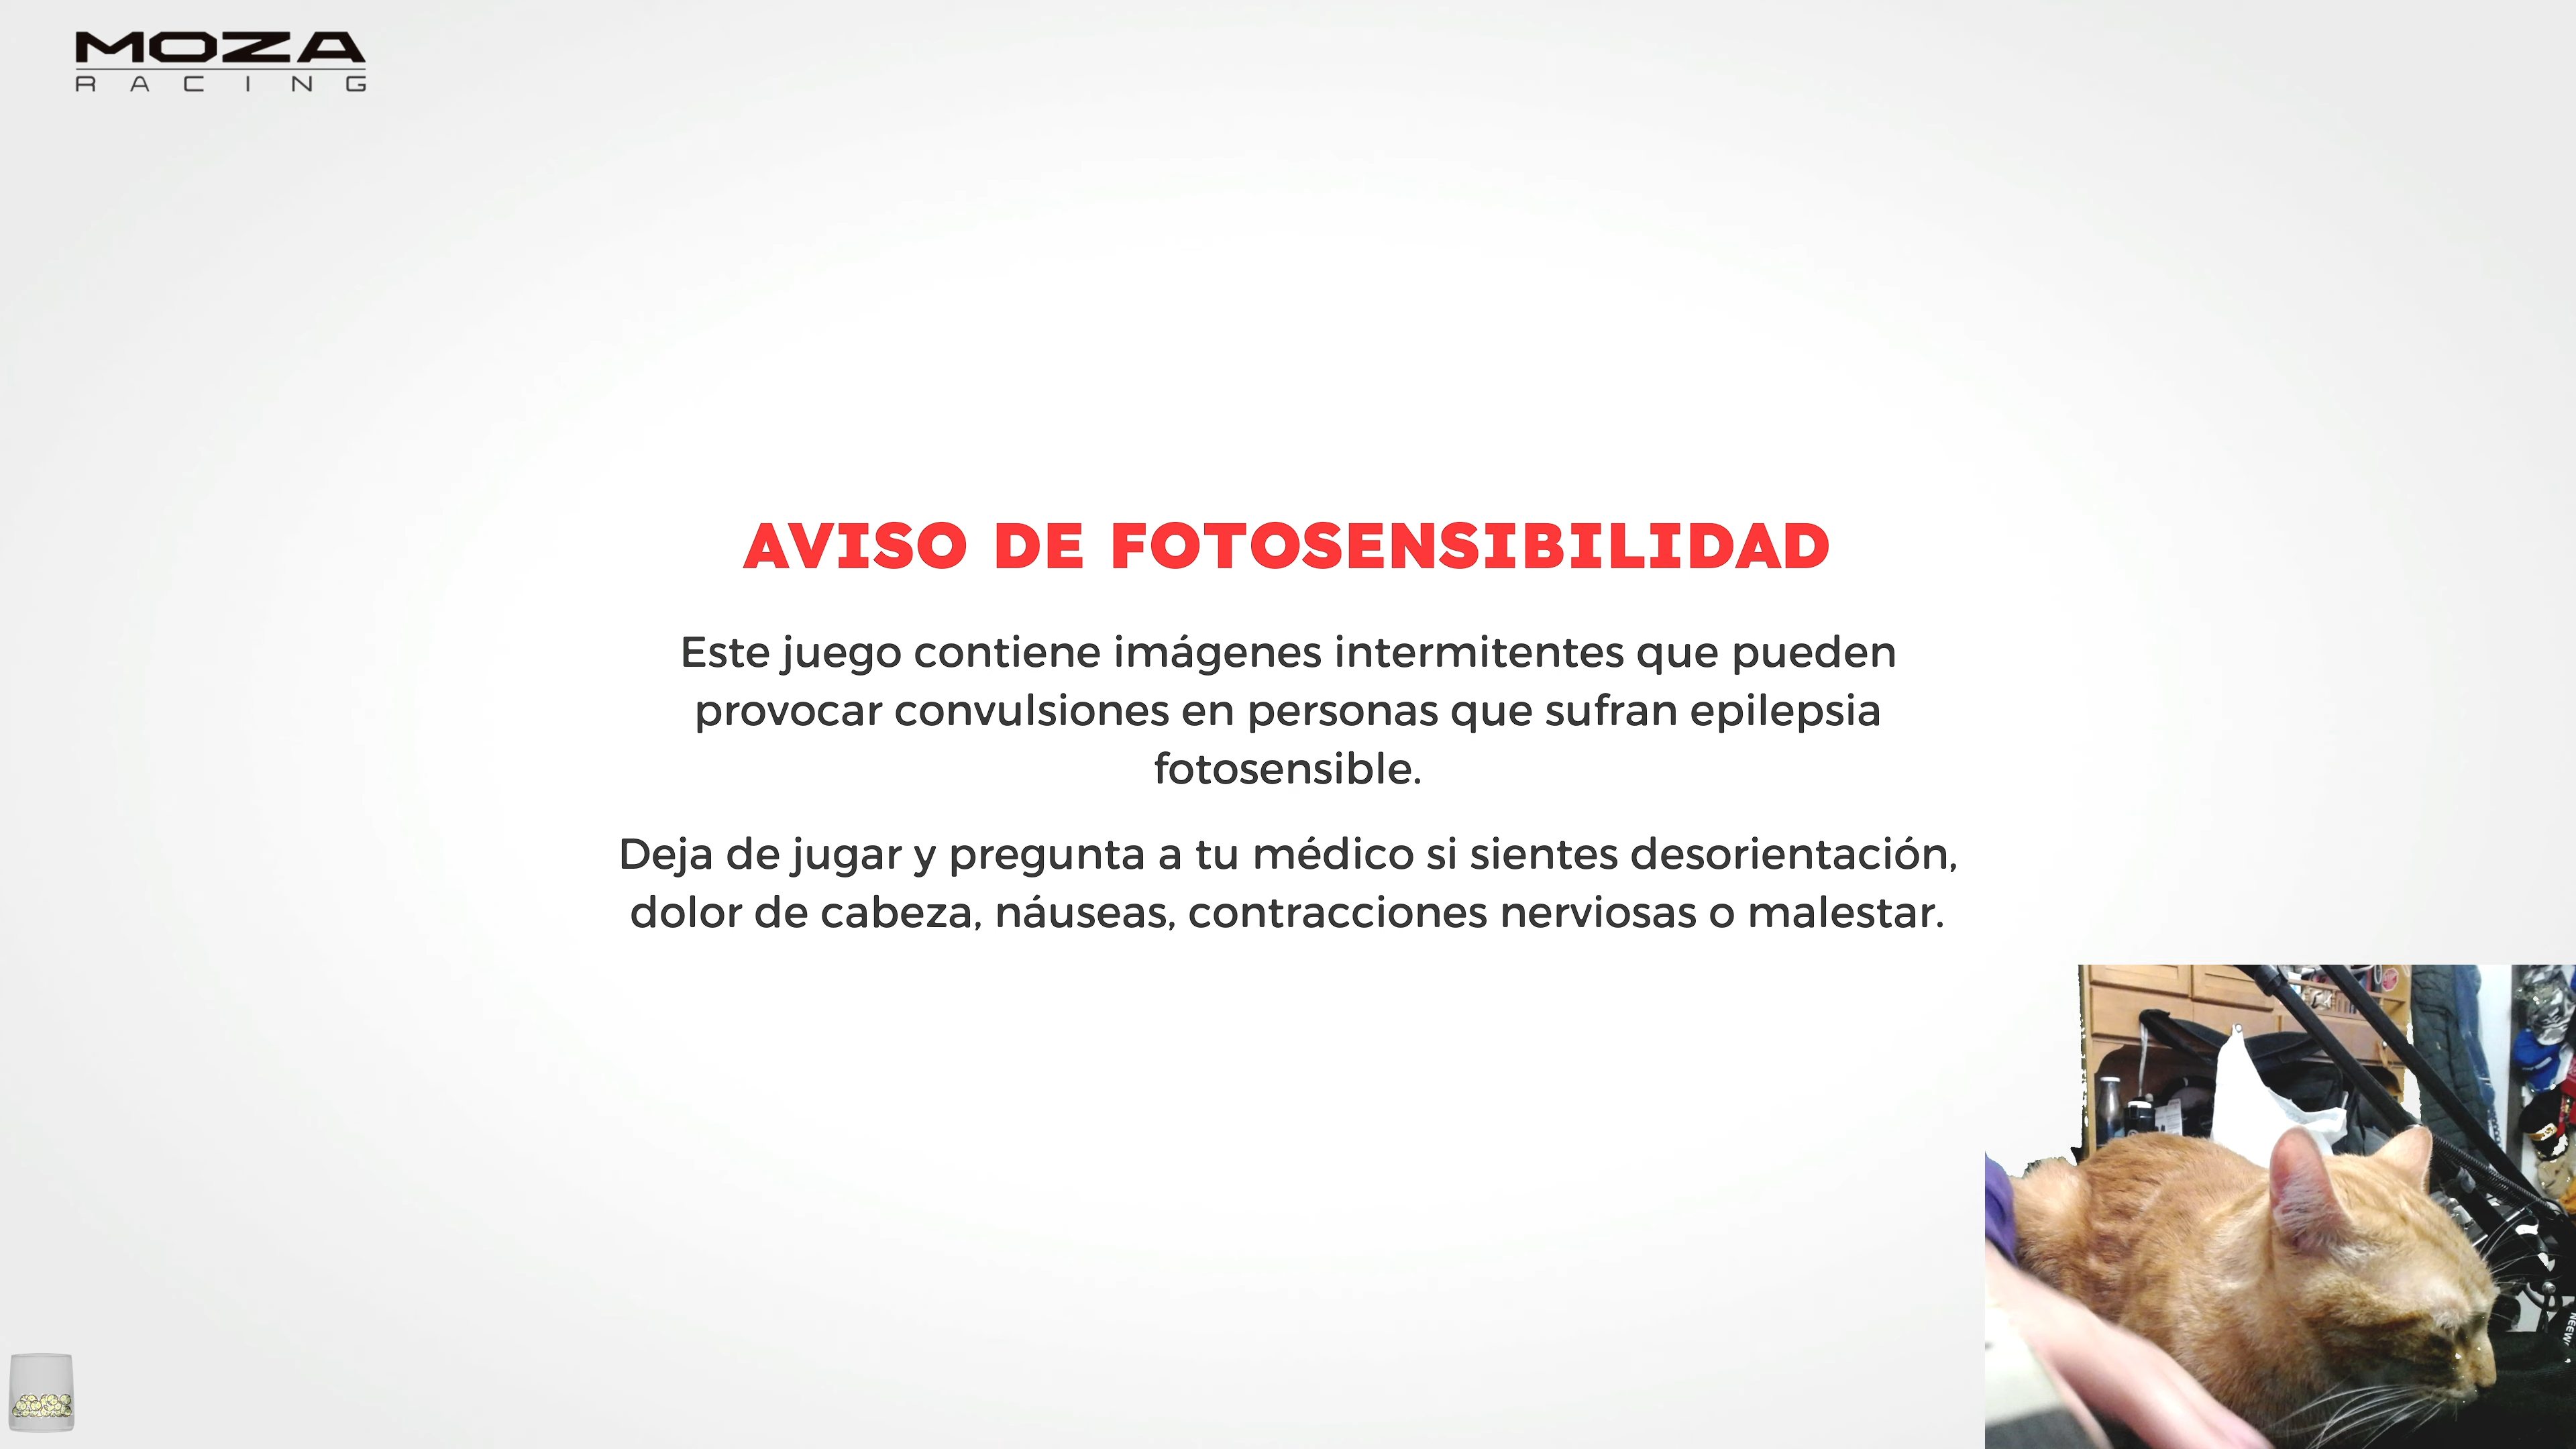 MOZA
RACING
AVISO DE FOTOSENSIBILIDAD
Este juego contiene imágenes intermitentes que pueden
provocar convulsiones en personas que sufran epilepsia
fotosensible.
Deja de jugar y pregunta a tu médico si sientes desorientación,
dolor de cabeza, náuseas, contracciones nerviosas o malestar.
NEEW